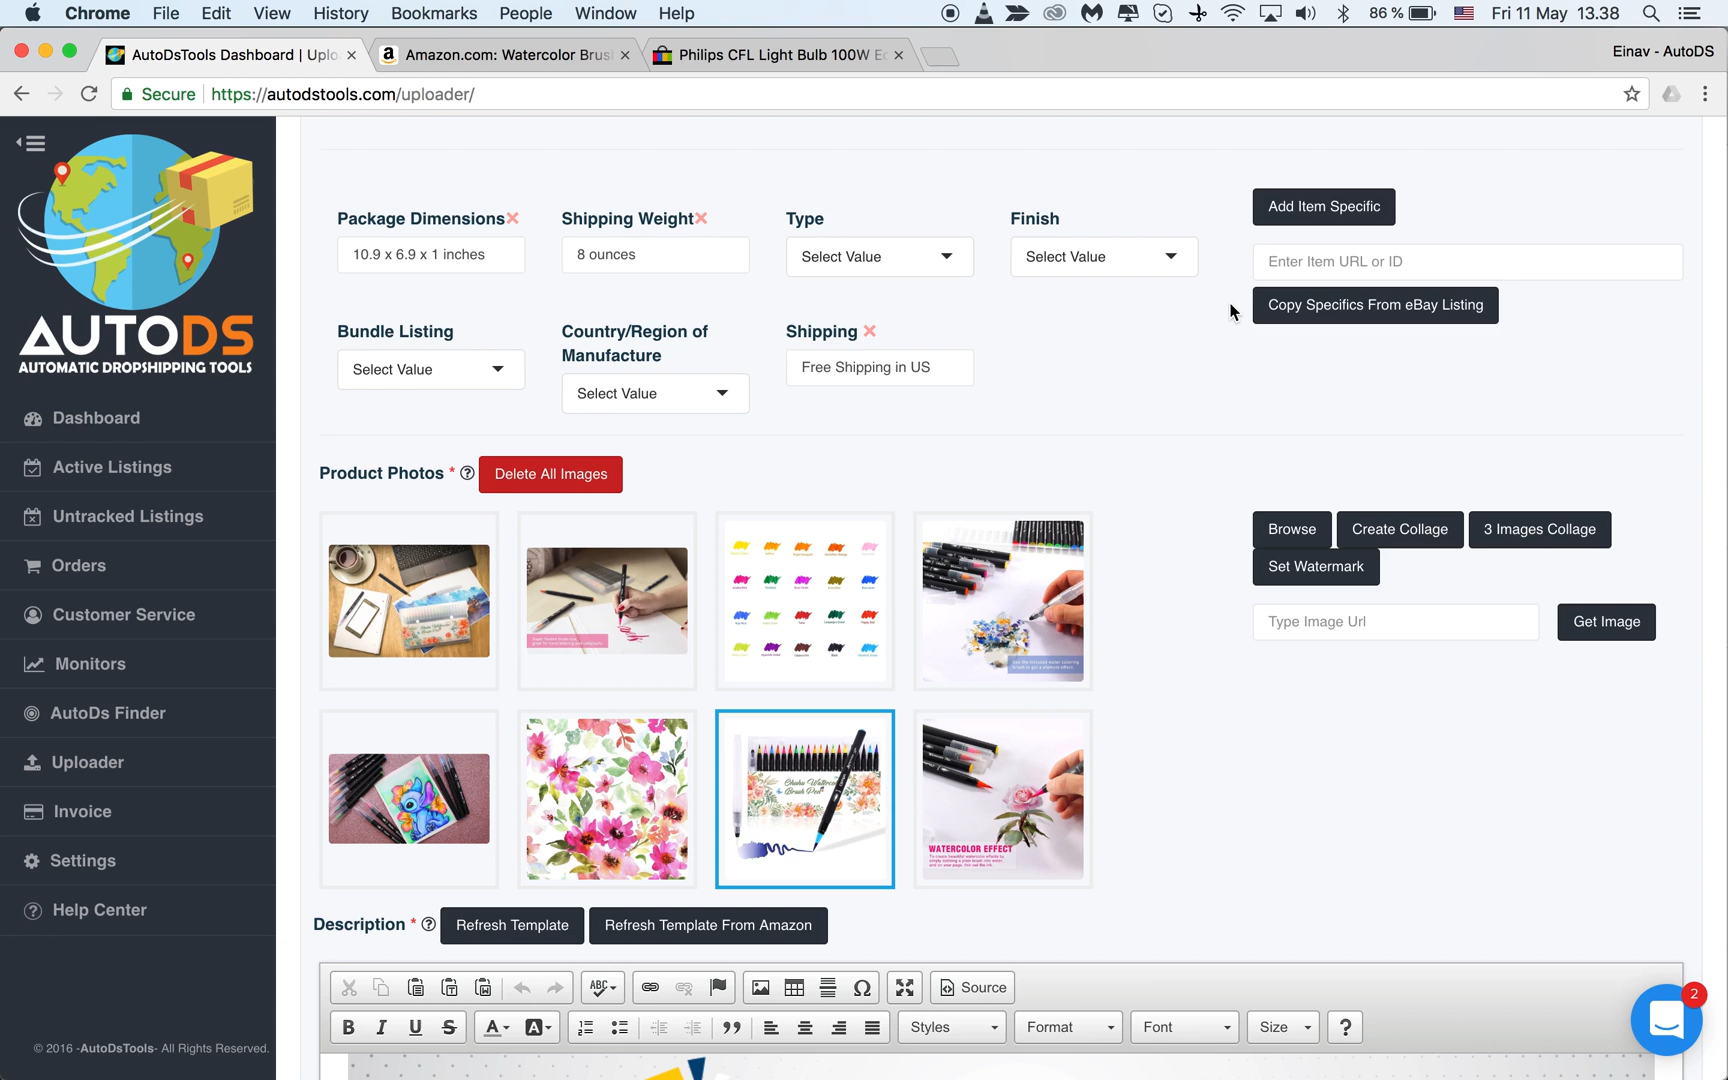 Chrome File Edit View History Bookmarks People Window Help 86 % Fri 11 May 13.38
AutoDsTools Dashboard | Uplo
Amazon.com: Watercolor Brus
Philips CFL Light Bulb 100W E
Einav - AutoDS
Secure https://autodstools.com/uploader/
AUTODS
AUTOMATIC DROPSHIPPING TOOLS
Dashboard
Active Listings
Untracked Listings
Orders
Customer Service
Monitors
AutoDs Finder
Uploader
Invoice
Settings
Help Center
© 2016 -AutoDsTools- All Rights Reserved.
Package Dimensions Shipping Weight Type Finish
10.9 x 6.9 x 1 inches 8 ounces Select Value Select Value
Add Item Specific
Enter Item URL or ID
Copy Specifics From eBay Listing
Bundle Listing Country/Region of Manufacture Shipping
Select Value Select Value Free Shipping in US
Product Photos * Delete All Images
Browse Create Collage 3 Images Collage
Set Watermark
Type Image Url Get Image
Chuhu Watercolor
Brush Pen
WATERCOLOR EFFECT
Description * Refresh Template Refresh Template From Amazon
ABC Ω Source
B I U S A A Styles Format Font Size ?
2